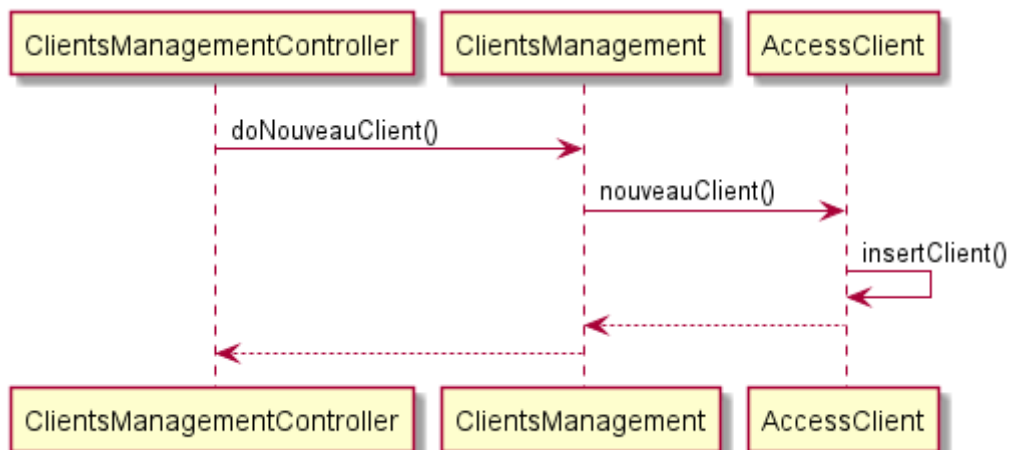 ClientsManagementController
ClientsManagement
AccessClient
doNouveauClient()
nouveauClient()
insertClient()
ClientsManagementController
ClientsManagement
AccessClient